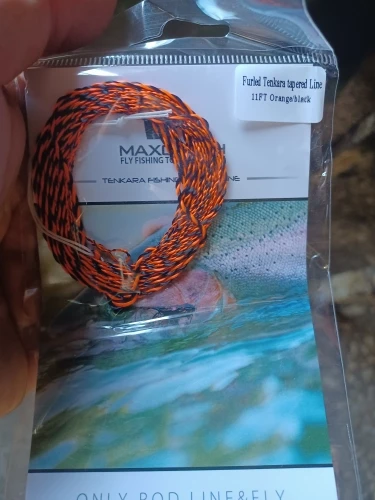 Furled Tenkara tapered Line
11FT Orange/black
FLY FISHING
TENKARA FISHING
ONLY ROD LINE&FLY